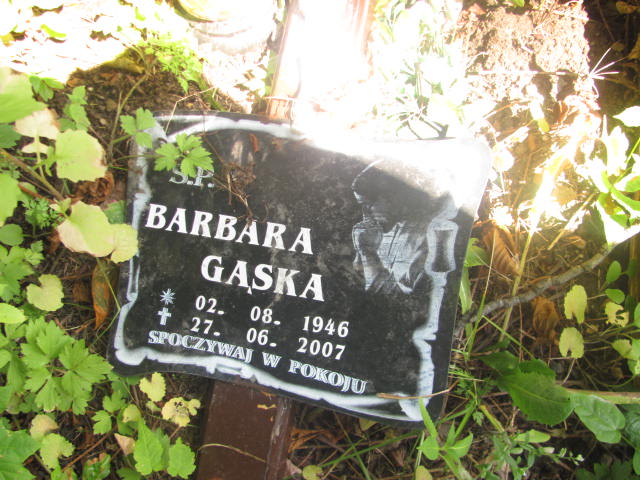 Ś.P.
BARBARA
GĄSKA
02- 08- 1946
27- 06- 2007
SPOCZYWAJ W POKOJU